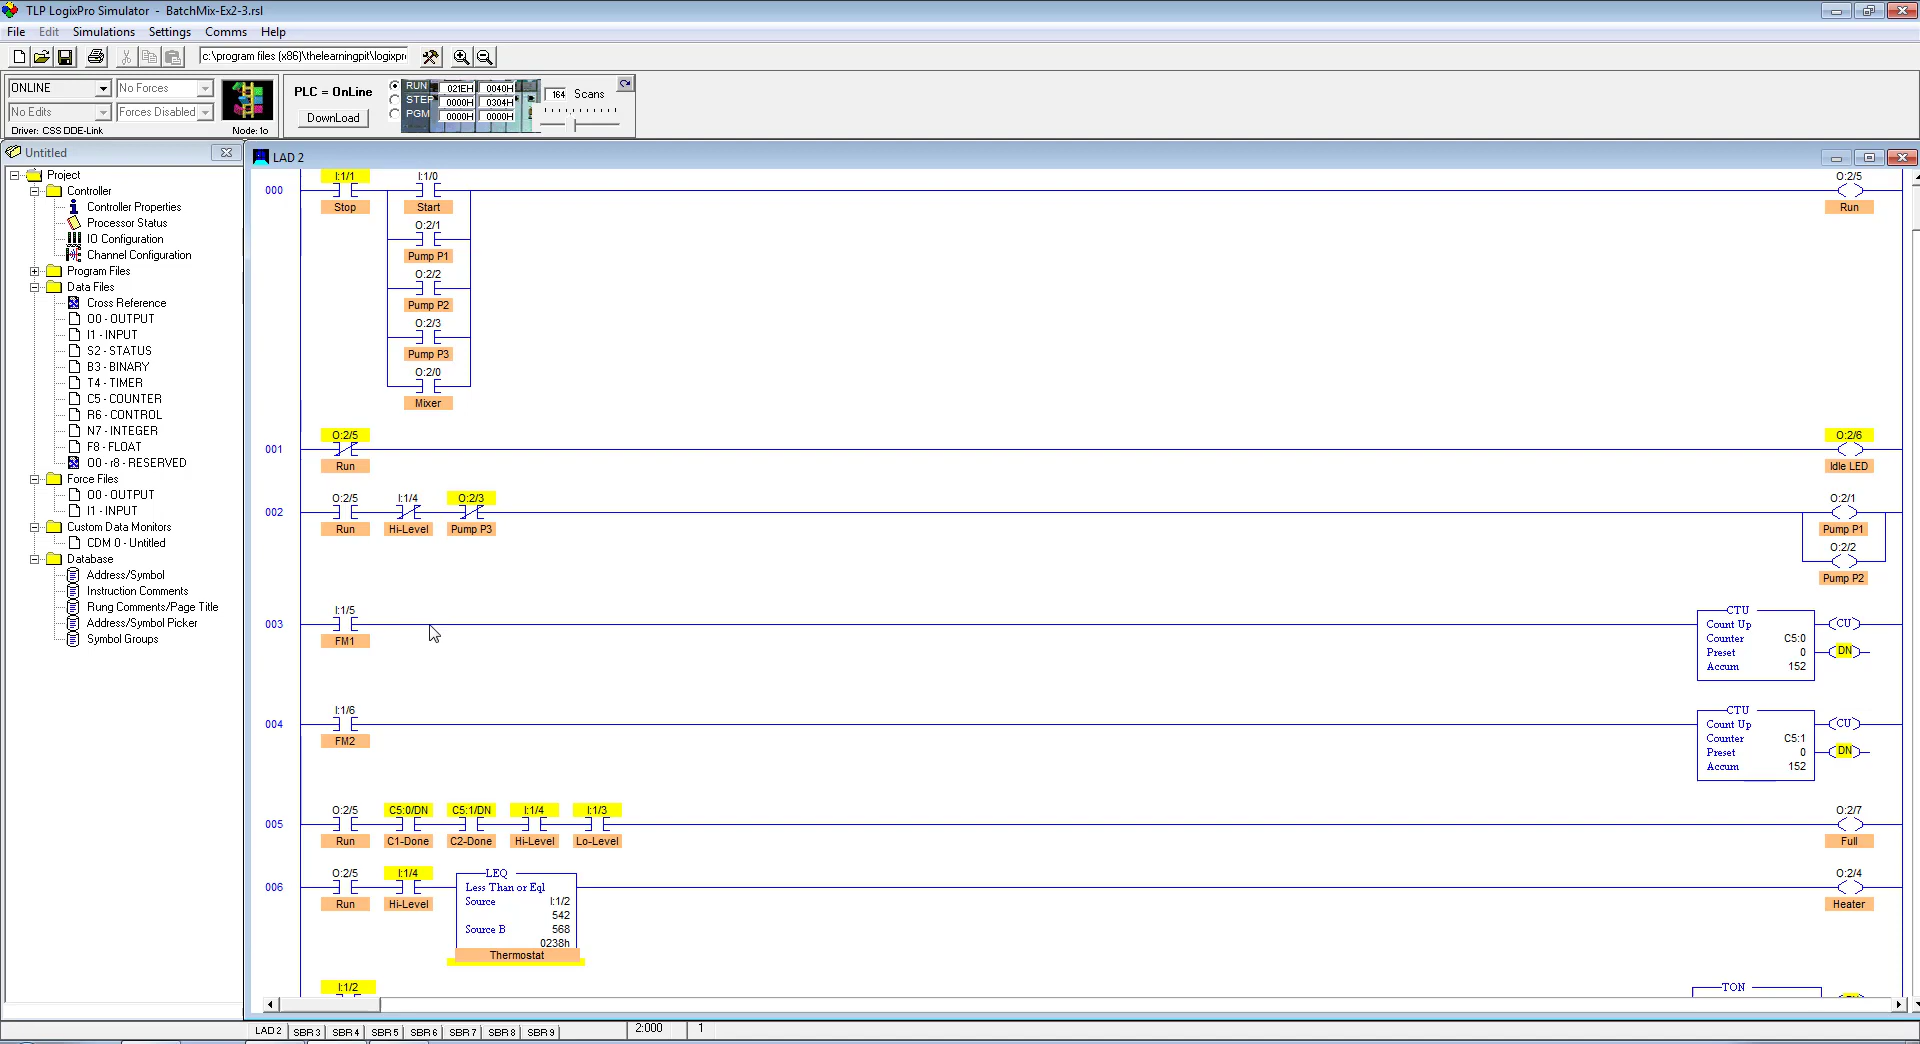 TLP LogixPro Simulator - BatchMix-Ex2-3.rsl
File Edit Simulations Settings Comms Help
c:\program files (x86)\thelearningpit\logixpr
ONLINE
No Forces
No Edits
Forces Disabled
Driver: CSS DDE-Link
Node: 1o
PLC = OnLine
DownLoad
RUN
STEP
PGM
021EH 0040H
0000H 0304H
0000H 0000H
164 Scans
Untitled
Project
Controller
Controller Properties
Processor Status
IO Configuration
Channel Configuration
Program Files
Data Files
Cross Reference
O0 - OUTPUT
I1 - INPUT
S2 - STATUS
B3 - BINARY
T4 - TIMER
C5 - COUNTER
R6 - CONTROL
N7 - INTEGER
F8 - FLOAT
O0 - r8 - RESERVED
Force Files
O0 - OUTPUT
I1 - INPUT
Custom Data Monitors
CDM 0 - Untitled
Database
Address/Symbol
Instruction Comments
Rung Comments/Page Title
Address/Symbol Picker
Symbol Groups
LAD 2
I:1/1 I:1/0 O:2/5
000
Stop Start Run
O:2/1
Pump P1
O:2/2
Pump P2
O:2/3
Pump P3
O:2/0
Mixer
O:2/5 O:2/6
001
Run Idle LED
O:2/5 I:1/4 O:2/3 O:2/1
002
Run Hi-Level Pump P3 Pump P1
O:2/2
Pump P2
I:1/5 CTU
003 Count Up CU
FM1 Counter C5:0
Preset 0 DN
Accum 152
I:1/6 CTU
004 Count Up CU
FM2 Counter C5:1
Preset 0 DN
Accum 152
O:2/5 C5:0/DN C5:1/DN I:1/4 I:1/3 O:2/7
005
Run C1-Done C2-Done Hi-Level Lo-Level Full
O:2/5 I:1/4 LEQ O:2/4
006 Less Than or Eql
Run Hi-Level Source I:1/2 Heater
542
Source B 568
0238h
Thermostat
I:1/2 TON
LAD 2 SBR 3 SBR 4 SBR 5 SBR 6 SBR 7 SBR 8 SBR 9 2:000 1